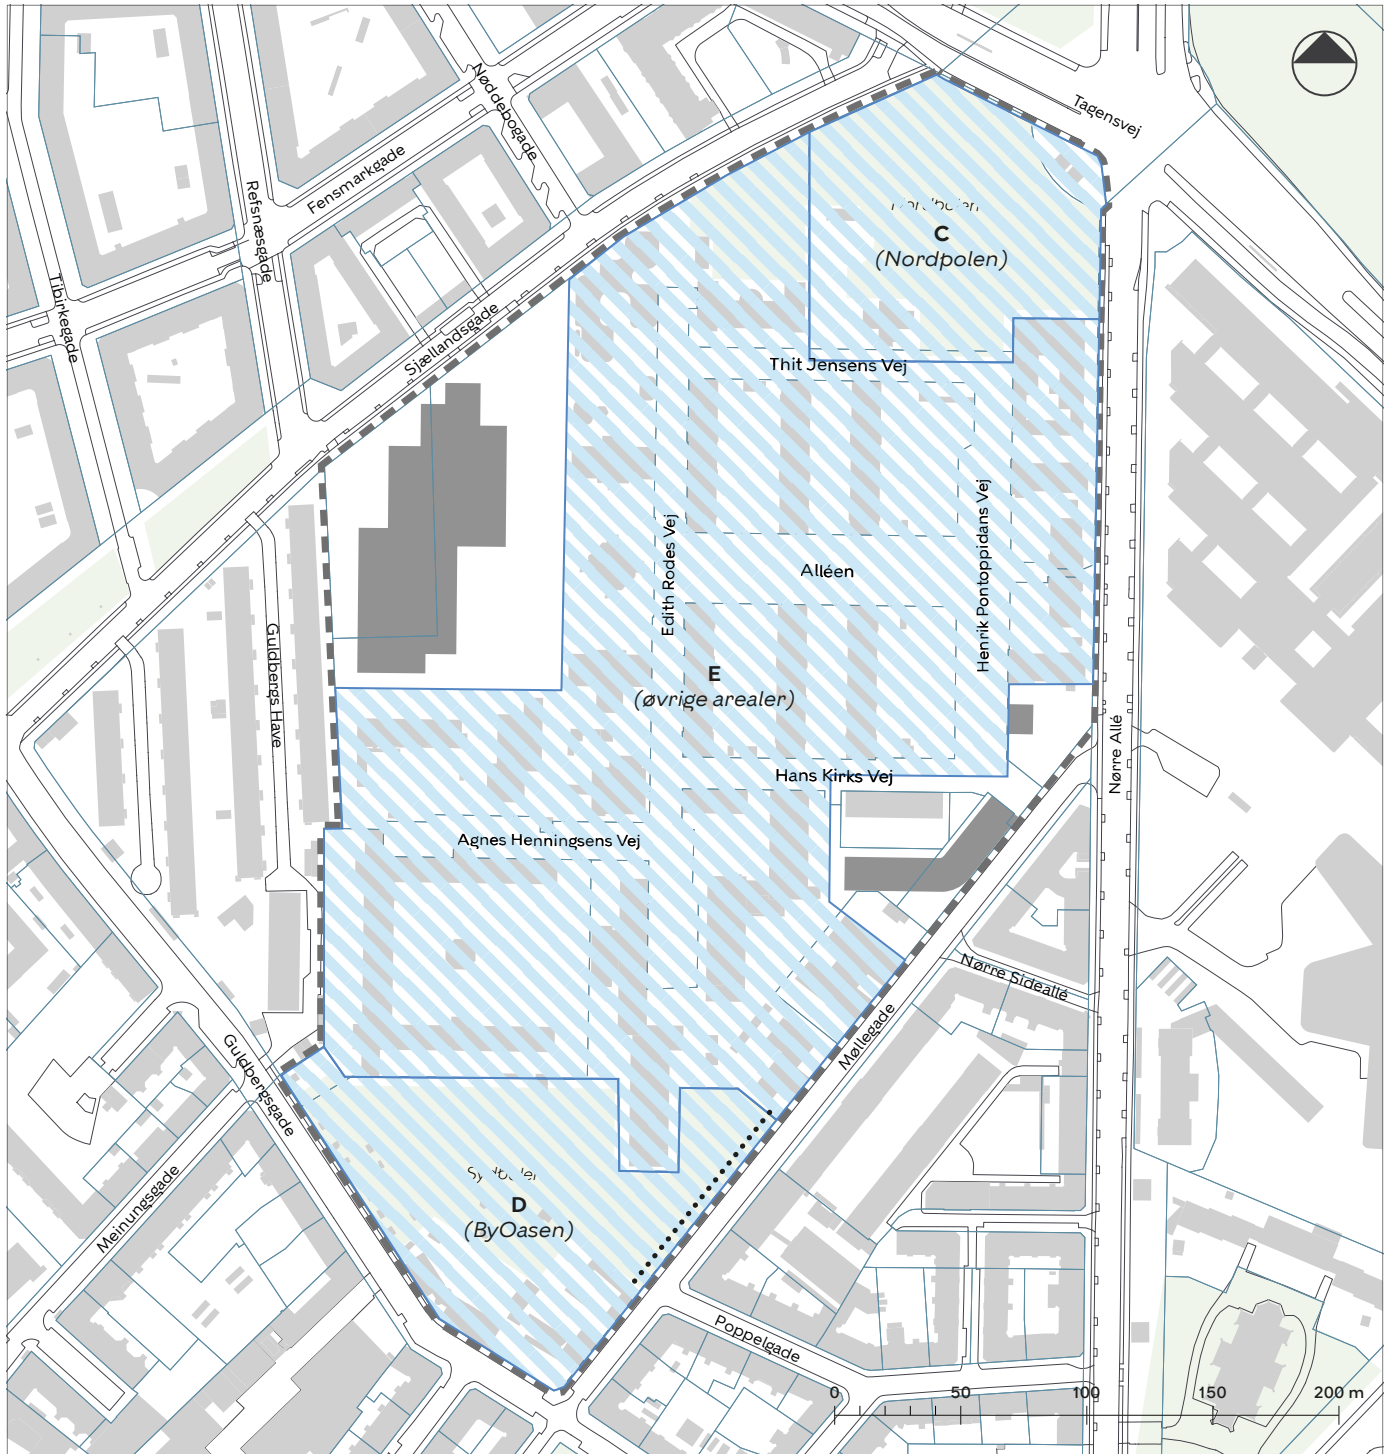 Nøddebogade
Tagensvej
Fensmarkgade
Refsnæsgade
C
(Nordpolen)
Tibirkegade
Sjællandsgade
Thit Jensens Vej
Edith Rodes Vej
Henrik Pontoppidans Vej
Alléen
Guldbergs Have
E
(øvrige arealer)
Nørre Allé
Hans Kirks Vej
Agnes Henningsens Vej
Nørre Sideallé
Møllegade
Guldbergsgade
Meinungsgade
D
(ByOasen)
Poppelgade
0 50 100 150 200 m